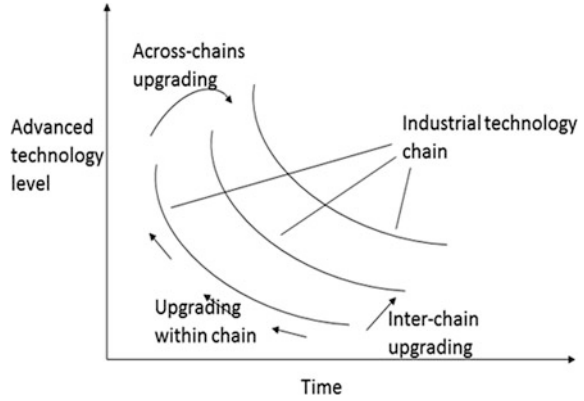 Across-chains
upgrading
Advanced
technology
level
Industrial technology
chain
Upgrading
within chain
Inter-chain
upgrading
Time